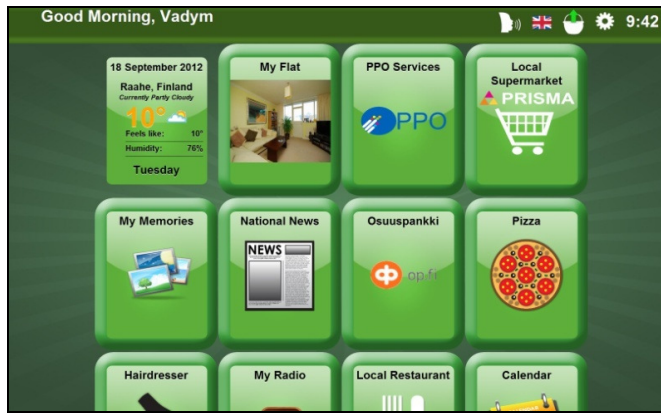 Good Morning, Vadym
9:42
18 September 2012
Raahe, Finland
Currently Partly Cloudy
10°
Feels like: 10°
Humidity: 76%
Tuesday
My Flat
PPO Services
PPO
Local
Supermarket
PRISMA
My Memories
National News
NEWS
Osuuspankki
op.fi
Pizza
Hairdresser
My Radio
Local Restaurant
Calendar